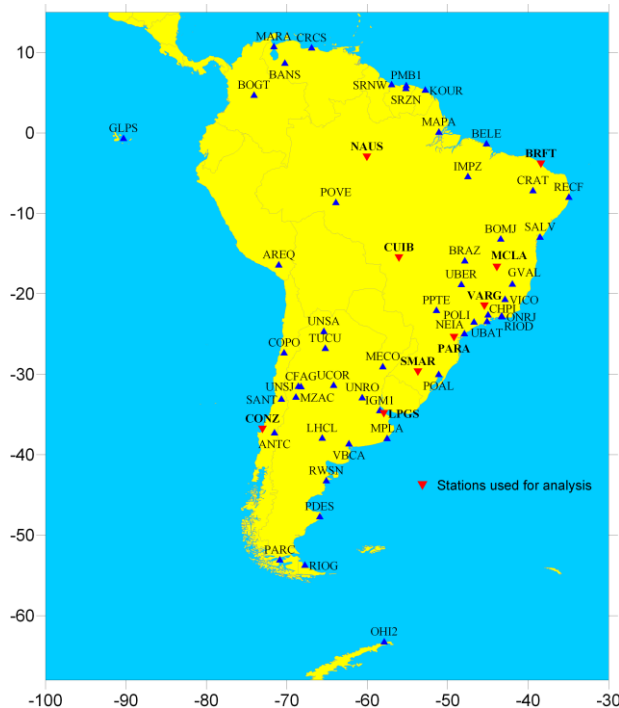 10
0
-10
-20
-30
-40
-50
-60
MARA
CRCS
BANS
BOGT
SRNW
PMB1
SRZN
KOUR
GLPS
MAPA
BELE
NAUS
BRFT
IMPZ
CRAT
RECF
POVE
BOMJ
SALV
CUIB
BRAZ
MCLA
AREQ
UBER
GVAL
PPTE
VARG
VICO
CHPI
POLI
ONRJ
NEIA
UBAT
RIOD
UNSA
TUCU
COPO
PARA
MECO
SMAR
CFAG
UCOR
POAL
UNSJ
MZAC
UNRO
SANT
IGM1
LPGS
CONZ
ANTC
LHCL
MPLA
VBCA
RWSN
Stations used for analysis
PDES
PARC
RIOG
OHI2
-100
-90
-80
-70
-60
-50
-40
-30